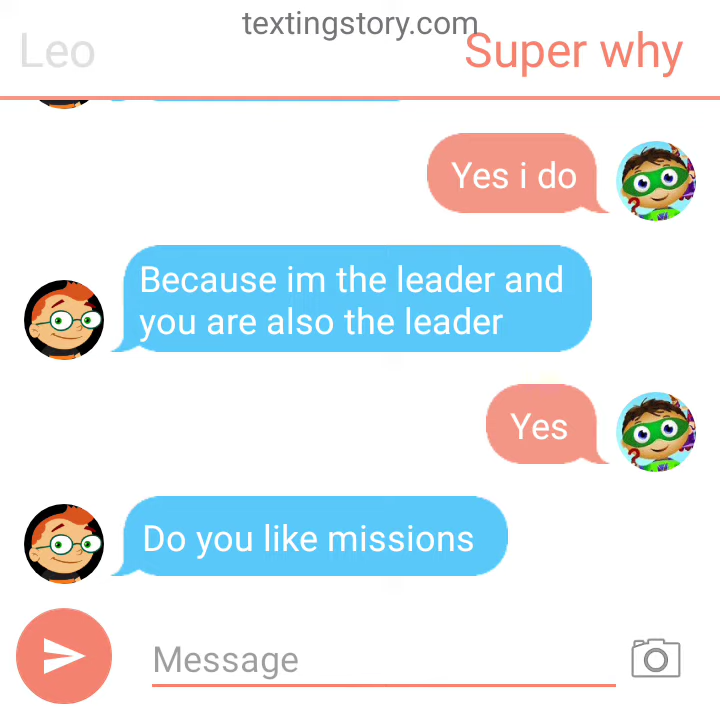 textingstory.com
Leo
Super why
Yes i do
Because im the leader and
you are also the leader
Yes
Do you like missions
Message